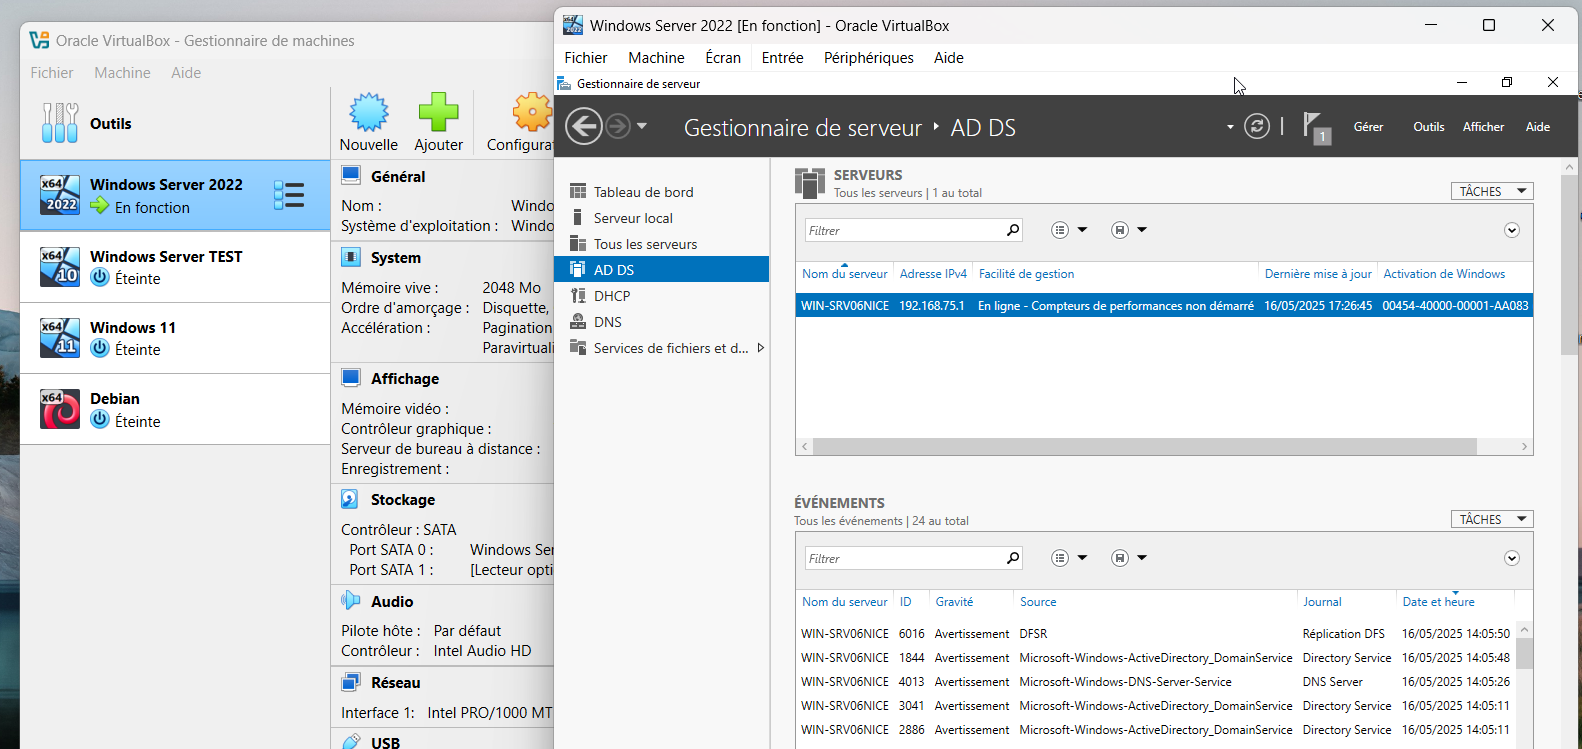 Oracle VirtualBox - Gestionnaire de machines
Fichier Machine Aide
Outils
x64 2022 Windows Server 2022
En fonction
x64 10 Windows Server TEST
Éteinte
x64 11 Windows 11
Éteinte
x64 Debian
Éteinte
Nouvelle Ajouter Configurat
Général
Nom : Windo
Système d'exploitation : Windo
System
Mémoire vive : 2048 Mo
Ordre d'amorçage : Disquette,
Accélération : Pagination
Paravirtuali
Affichage
Mémoire vidéo :
Contrôleur graphique :
Serveur de bureau à distance :
Enregistrement :
Stockage
Contrôleur : SATA
Port SATA 0 : Windows Ser
Port SATA 1 : [Lecteur opti
Audio
Pilote hôte : Par défaut
Contrôleur : Intel Audio HD
Réseau
Interface 1: Intel PRO/1000 MT
USB
x64 2022 Windows Server 2022 [En fonction] - Oracle VirtualBox
Fichier Machine Écran Entrée Périphériques Aide
Gestionnaire de serveur
Gestionnaire de serveur AD DS
1 Gérer Outils Afficher Aide
Tableau de bord
Serveur local
Tous les serveurs
AD DS
DHCP
DNS
Services de fichiers et d...
SERVEURS
Tous les serveurs | 1 au total
TÂCHES
Filtrer
Nom du serveur Adresse IPv4 Facilité de gestion Dernière mise à jour Activation de Windows
WIN-SRV06NICE 192.168.75.1 En ligne - Compteurs de performances non démarré 16/05/2025 17:26:45 00454-40000-00001-AA083
ÉVÉNEMENTS
Tous les événements | 24 au total
TÂCHES
Filtrer
Nom du serveur ID Gravité Source Journal Date et heure
WIN-SRV06NICE 6016 Avertissement DFSR Réplication DFS 16/05/2025 14:05:50
WIN-SRV06NICE 1844 Avertissement Microsoft-Windows-ActiveDirectory_DomainService Directory Service 16/05/2025 14:05:48
WIN-SRV06NICE 4013 Avertissement Microsoft-Windows-DNS-Server-Service DNS Server 16/05/2025 14:05:26
WIN-SRV06NICE 3041 Avertissement Microsoft-Windows-ActiveDirectory_DomainService Directory Service 16/05/2025 14:05:11
WIN-SRV06NICE 2886 Avertissement Microsoft-Windows-ActiveDirectory_DomainService Directory Service 16/05/2025 14:05:11